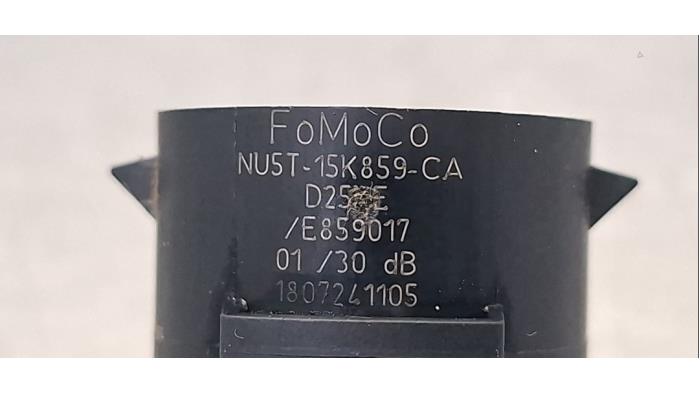 FoMoCo
NU5T-15K859-CA
/E859017
01 /30 dB
1807241105